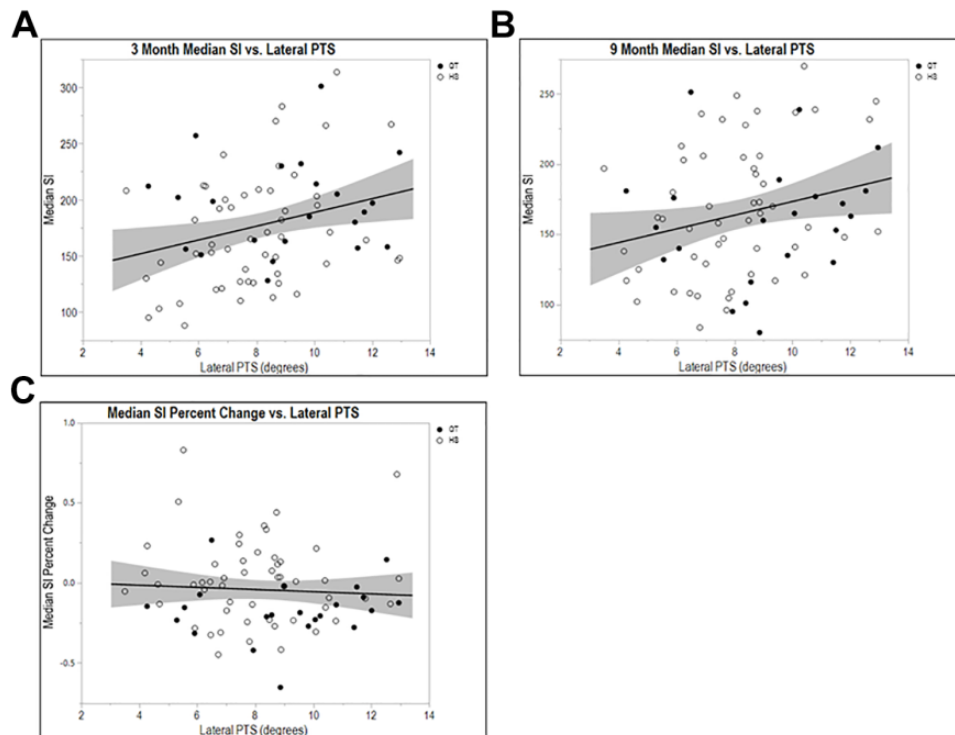 A
3 Month Median SI vs. Lateral PTS
QT
HS
300
250
200
150
100
Median SI
2 4 6 8 10 12 14
Lateral PTS (degrees)
B
9 Month Median SI vs. Lateral PTS
QT
HS
250
200
150
100
Median SI
2 4 6 8 10 12 14
Lateral PTS (degrees)
C
Median SI Percent Change vs. Lateral PTS
QT
HS
1.0
0.5
0.0
-0.5
Median SI Percent Change
2 4 6 8 10 12 14
Lateral PTS (degrees)